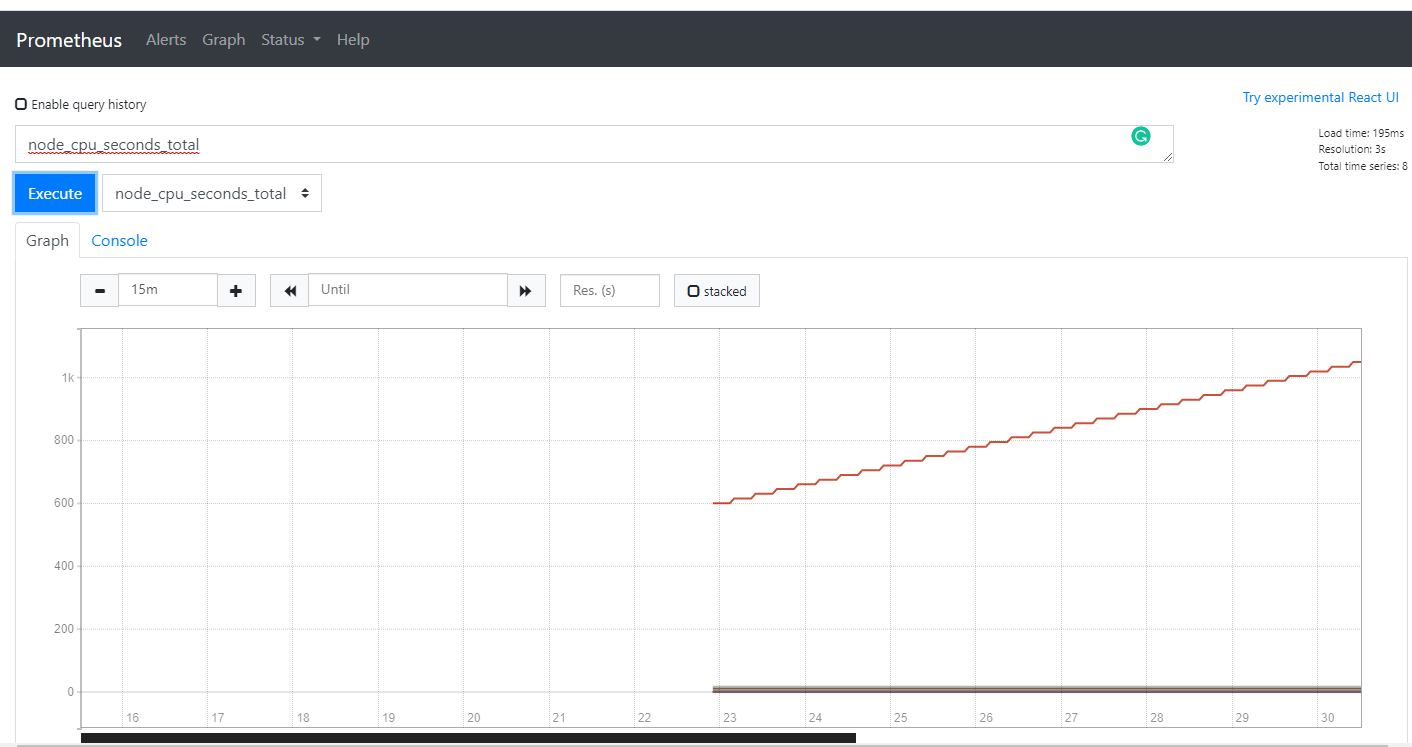 Prometheus Alerts Graph Status Help
Enable query history
Try experimental React UI
node_cpu_seconds_total
Load time: 195ms
Resolution: 3s
Total time series: 8
Execute node_cpu_seconds_total
Graph Console
15m Until Res. (s) stacked
1k
800
600
400
200
0
16 17 18 19 20 21 22 23 24 25 26 27 28 29 30